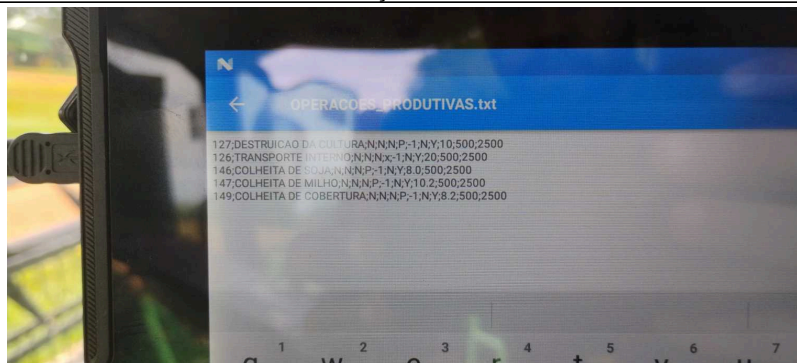 OPERACOES_PRODUTIVAS.txt
127;DESTRUICAO DA CULTURA;N;N;N;P;-1;N;Y;10;500;2500
126;TRANSPORTE INTERNO;N;N;N;x;-1;N;Y;20;500;2500
146;COLHEITA DE SOJA;N;N;N;P;-1;N;Y;8.0;500;2500
147;COLHEITA DE MILHO;N;N;N;P;-1;N;Y;10.2;500;2500
149;COLHEITA DE COBERTURA;N;N;N;P;-1;N;Y;8.2;500;2500
1 2 3 4 5 6 7